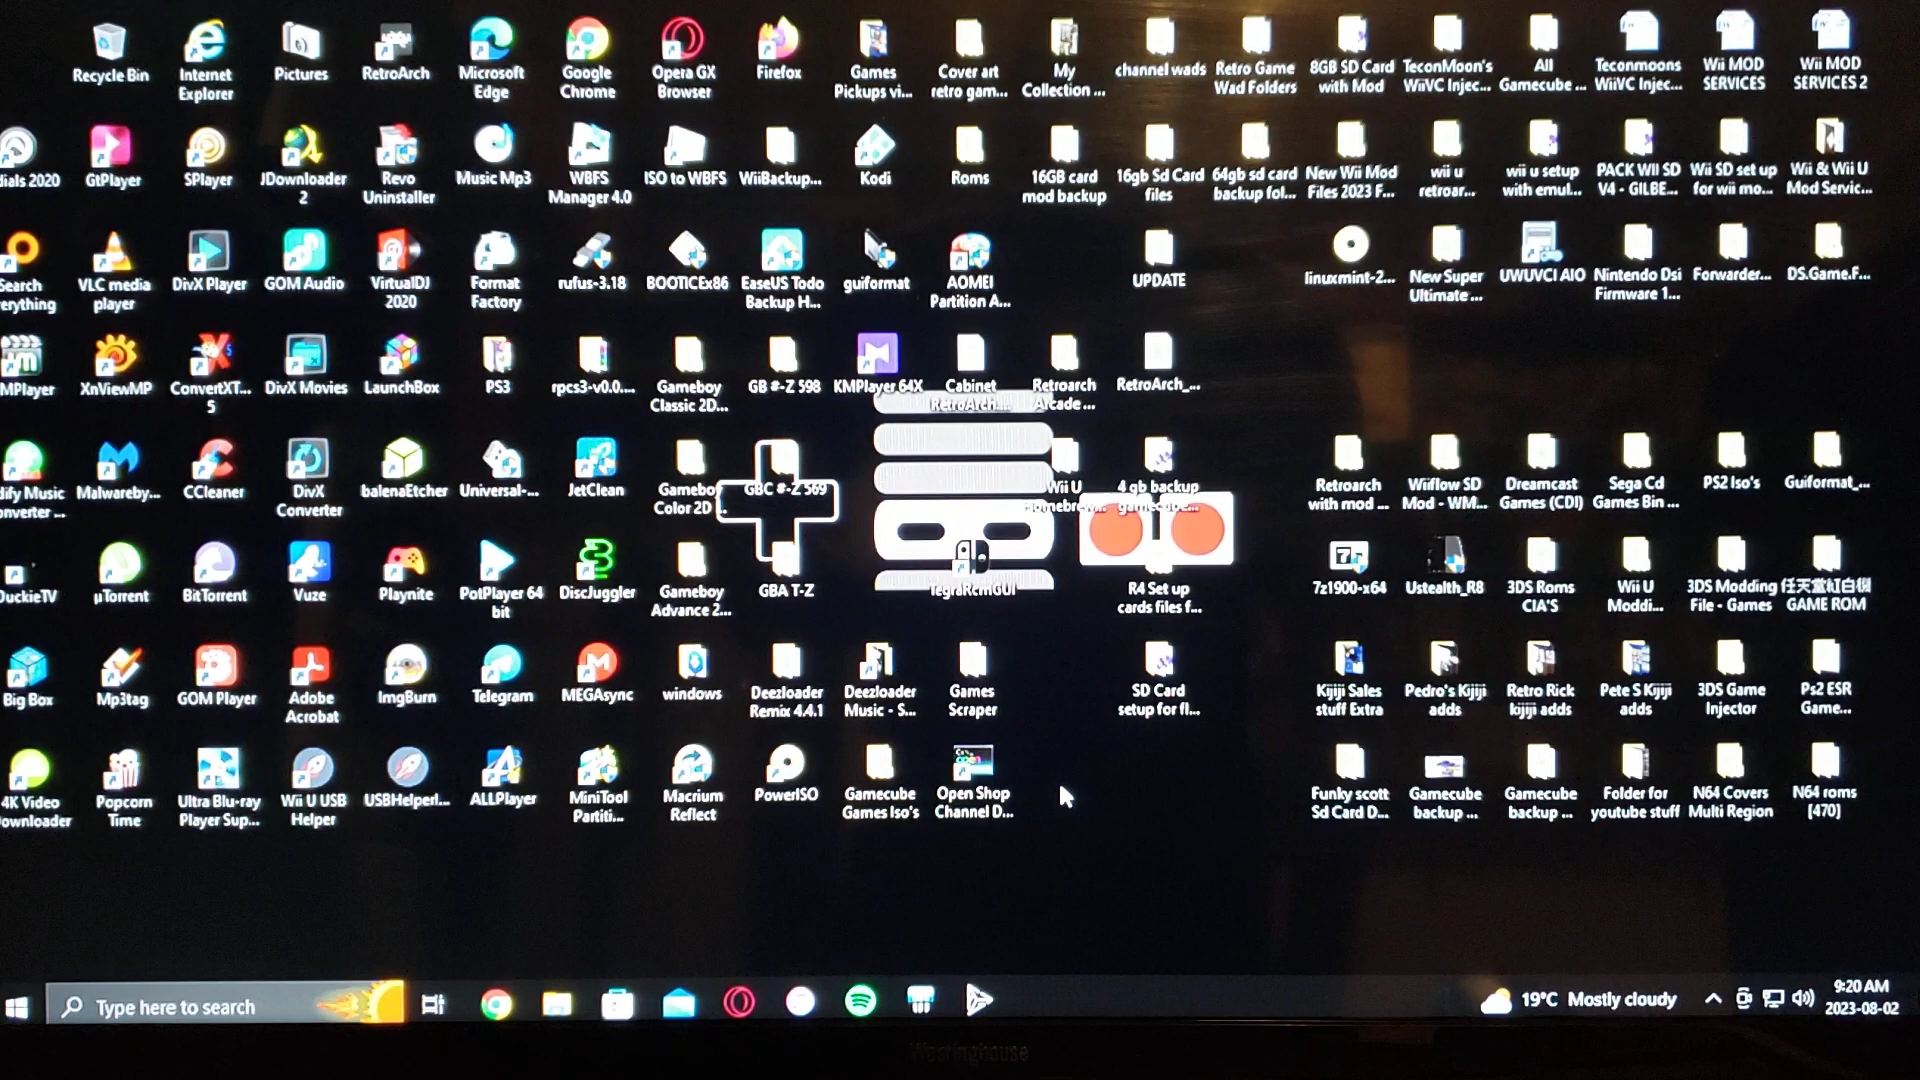 Recycle Bin
Internet
Explorer
Pictures
RetroArch
Microsoft
Edge
Google
Chrome
Opera GX
Browser
Firefox
Games
Pickups vi...
Cover art
retro gam...
My
Collection ...
channel wads
Retro Game
Wad Folders
8GB SD Card
with Mod
TeconMoon's
WiiVC Injec...
All
Gamecube ...
Teconmoons
WiiVC Injec...
Wii MOD
SERVICES
Wii MOD
SERVICES 2
dials 2020
GtPlayer
SPlayer
JDownloader
2
Revo
Uninstaller
Music Mp3
WBFS
Manager 4.0
ISO to WBFS
WiiBackup...
Kodi
Roms
16GB card
mod backup
16gb Sd Card
files
64gb sd card
backup fol...
New Wii Mod
Files 2023 F...
wii u
retroar...
wii u setup
with emul...
PACK WII SD
V4 - GILBE...
Wii SD set up
for wii mo...
Wii & Wii U
Mod Servic...
Search
erything
VLC media
player
DivX Player
GOM Audio
VirtualDJ
2020
Format
Factory
rufus-3.18
BOOTICEx86
EaseUS Todo
Backup H...
guiformat
AOMEI
Partition A...
UPDATE
linuxmint-2...
New Super
Ultimate ...
UWUVCI AIO
Nintendo Dsi
Firmware 1...
Forwarder...
DS.Game.F...
MPlayer
XnViewMP
ConvertXT...
5
DivX Movies
LaunchBox
PS3
rpcs3-v0.0....
Gameboy
Classic 2D...
GB #-Z 598
KMPlayer 64X
Cabinet
RetroArch...
Retroarch
Arcade ...
RetroArch_...
dify Music
onverter ...
Malwareby...
CCleaner
DivX
Converter
balenaEtcher
Universal-...
JetClean
Gameboy
Color 2D ...
GBC #-Z 569
Wii U
Homebrew...
4 gb backup
gamecube...
Retroarch
with mod ...
Wiiflow SD
Mod - WM...
Dreamcast
Games (CDI)
Sega Cd
Games Bin ...
PS2 Iso's
Guiformat_...
DuckieTV
µTorrent
BitTorrent
Vuze
Playnite
PotPlayer 64
bit
DiscJuggler
Gameboy
Advance 2...
GBA T-Z
TegraRcmGUI
R4 Set up
cards files f...
7z1900-x64
Ustealth_R8
3DS Roms
CIA'S
Wii U
Moddi...
3DS Modding
File - Games
任天堂紅白機
GAME ROM
Big Box
Mp3tag
GOM Player
Adobe
Acrobat
ImgBurn
Telegram
MEGAsync
windows
Deezloader
Remix 4.4.1
Deezloader
Music - S...
Games
Scraper
SD Card
setup for fl...
Kijiji Sales
stuff Extra
Pedro's Kijiji
adds
Retro Rick
kijiji adds
Pete S Kijiji
adds
3DS Game
Injector
Ps2 ESR
Game...
4K Video
ownloader
Popcorn
Time
Ultra Blu-ray
Player Sup...
Wii U USB
Helper
USBHelperI...
ALLPlayer
MiniTool
Partiti...
Macrium
Reflect
PowerISO
Gamecube
Games Iso's
Open Shop
Channel D...
Funky scott
Sd Card D...
Gamecube
backup ...
Gamecube
backup ...
Folder for
youtube stuff
N64 Covers
Multi Region
N64 roms
[470]
Type here to search
19°C Mostly cloudy
9:20 AM
2023-08-02
Westinghouse